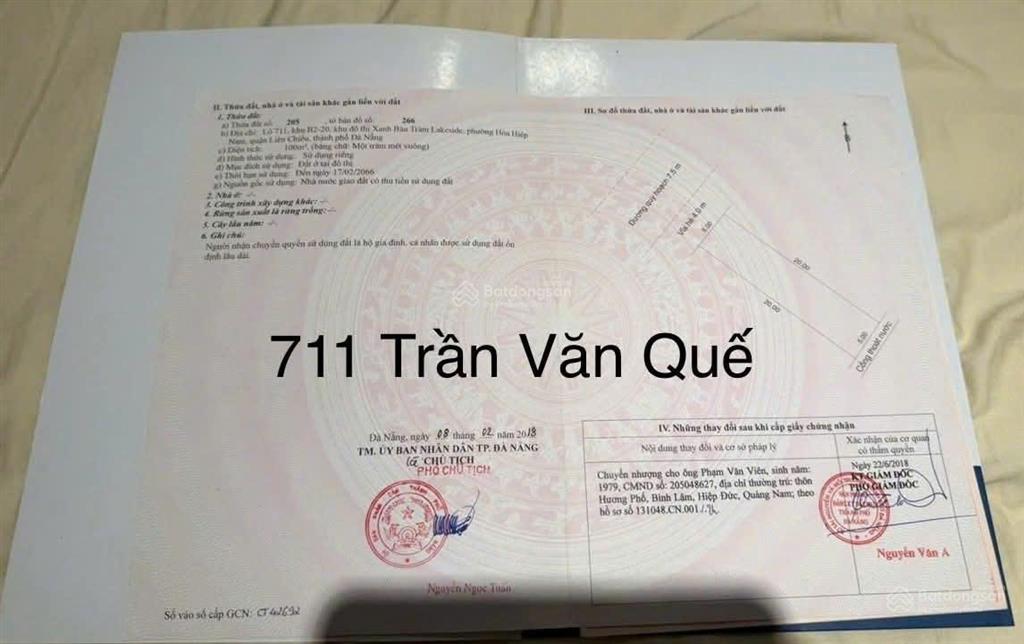 II. Thửa đất, nhà ở và tài sản khác gắn liền với đất
1. Thửa đất:
a) Thửa đất số: 205 , tờ bản đồ số: 266
b) Địa chỉ: Lô 711, khu B2-20, khu đô thị Xanh Bàu Tràm Lakeside, phường Hòa Hiệp
Nam, quận Liên Chiểu, thành phố Đà Nẵng
c) Diện tích: 100m², (bằng chữ: Một trăm mét vuông)
d) Hình thức sử dụng: Sử dụng riêng
đ) Mục đích sử dụng: Đất ở tại đô thị
e) Thời hạn sử dụng: Đến ngày 17/02/2066
g) Nguồn gốc sử dụng: Nhà nước giao đất có thu tiền sử dụng đất
2. Nhà ở: -/-
3. Công trình xây dựng khác: -/-
4. Rừng sản xuất là rừng trồng: -/-
5. Cây lâu năm: -/-
6. Ghi chú:
Người nhận chuyển quyền sử dụng đất là hộ gia đình, cá nhân được sử dụng đất ổn
định lâu dài.
III. Sơ đồ thửa đất, nhà ở và tài sản khác gắn liền với đất
B
Đường quy hoạch 7.5 m
Vỉa hè 4.0 m
5.00
20.00
20.00
5.00
Cống thoát nước
Batdongsan
711 Trần Văn Quế
Đà Nẵng, ngày 08 tháng 02 năm 2018
TM. ỦY BAN NHÂN DÂN TP. ĐÀ NẴNG
CHỦ TỊCH
PHÓ CHỦ TỊCH
Nguyễn Ngọc Tuấn
Số vào sổ cấp GCN: CT42692
IV. Những thay đổi sau khi cấp giấy chứng nhận
Nội dung thay đổi và cơ sở pháp lý
Xác nhận của cơ quan
có thẩm quyền
Chuyển nhượng cho ông Phạm Văn Viên, sinh năm:
1979, CMND số: 205048627, địa chỉ thường trú: thôn
Hương Phố, Bình Lâm, Hiệp Đức, Quảng Nam; theo
hồ sơ số 131048.CN.001/.
Ngày 22/6/2018
KT.GIÁM ĐỐC
PHÓ GIÁM ĐỐC
Nguyễn Văn A
Batdongsan